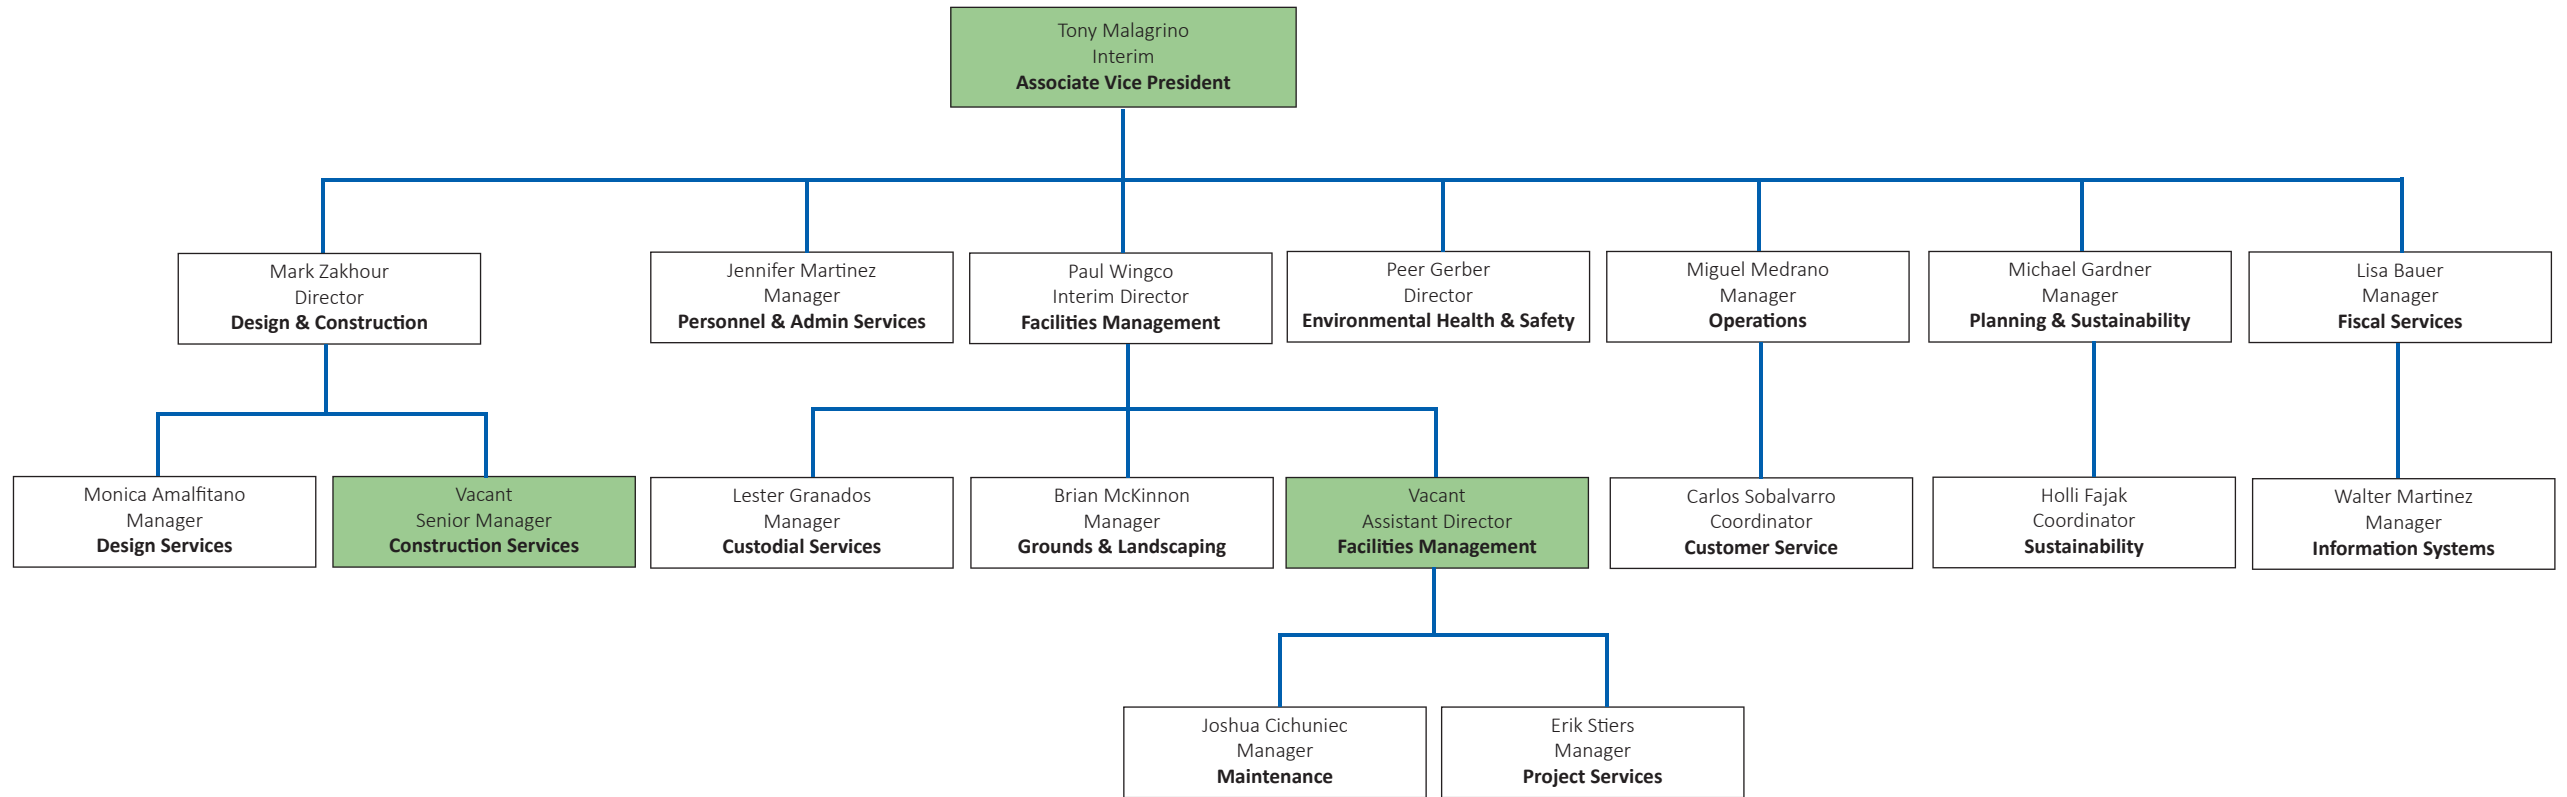 Tony Malagrino
Interim
Associate Vice President
Mark Zakhour
Director
Design & Construction
Jennifer Martinez
Manager
Personnel & Admin Services
Paul Wingco
Interim Director
Facilities Management
Peer Gerber
Director
Environmental Health & Safety
Miguel Medrano
Manager
Operations
Michael Gardner
Manager
Planning & Sustainability
Lisa Bauer
Manager
Fiscal Services
Monica Amalfitano
Manager
Design Services
Vacant
Senior Manager
Construction Services
Lester Granados
Manager
Custodial Services
Brian McKinnon
Manager
Grounds & Landscaping
Vacant
Assistant Director
Facilities Management
Carlos Sobalvarro
Coordinator
Customer Service
Holli Fajak
Coordinator
Sustainability
Walter Martinez
Manager
Information Systems
Joshua Cichuniec
Manager
Maintenance
Erik Stiers
Manager
Project Services